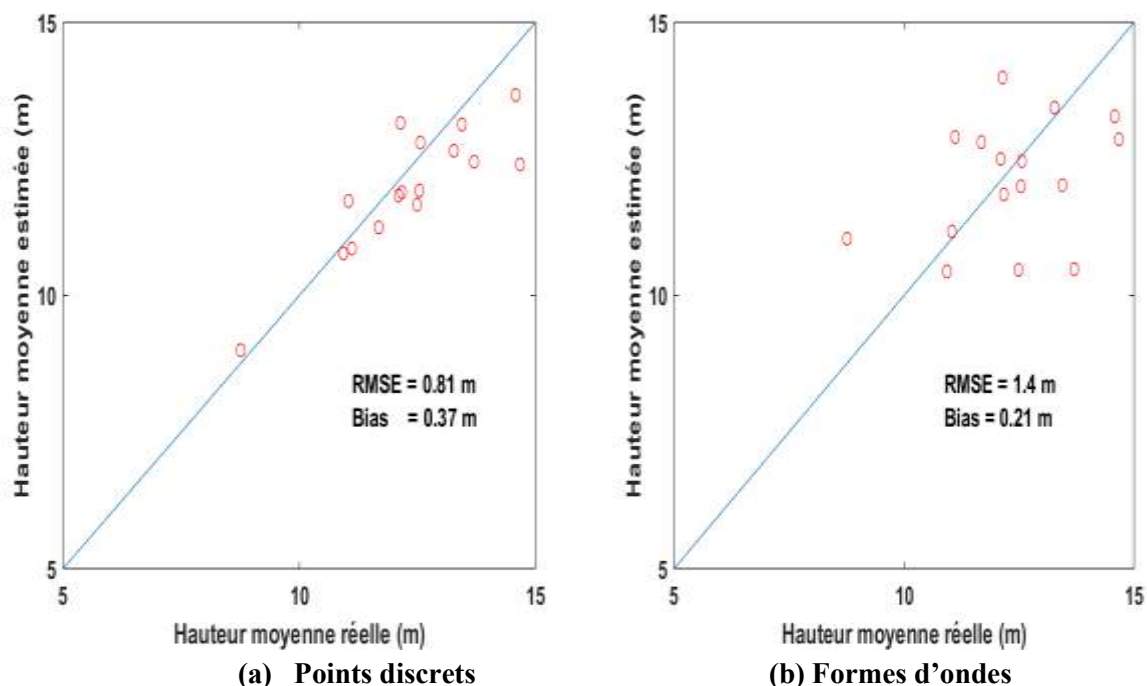 15
10
5
Hauteur moyenne estimée (m)
RMSE = 0.81 m
Bias = 0.37 m
5 10 15
Hauteur moyenne réelle (m)
(a) Points discrets
15
10
5
Hauteur moyenne estimée (m)
RMSE = 1.4 m
Bias = 0.21 m
5 10 15
Hauteur moyenne réelle (m)
(b) Formes d’ondes